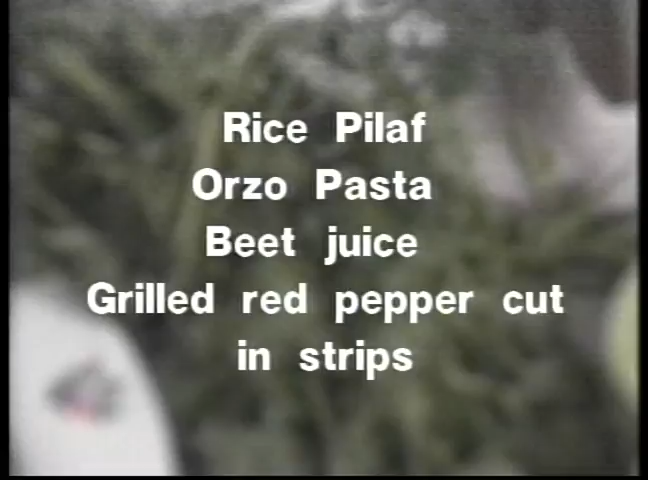 Rice Pilaf
Orzo Pasta
Beet juice
Grilled red pepper cut
in strips